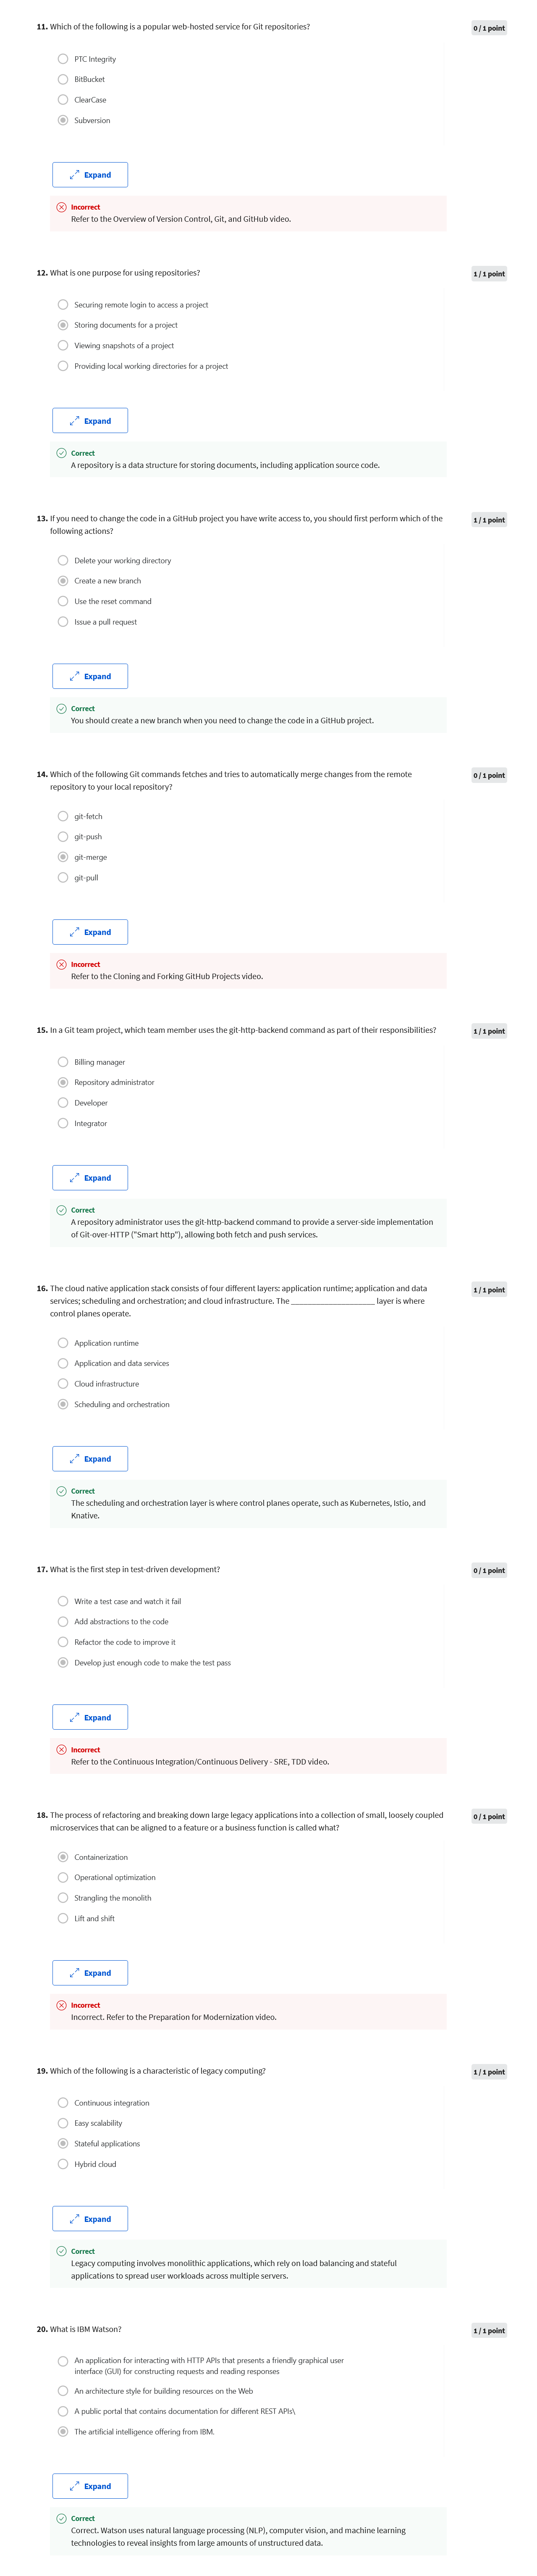 11. Which of the following is a popular web-hosted service for Git repositories?
0 / 1 point
PTC Integrity
BitBucket
ClearCase
Subversion
Expand
Incorrect
Refer to the Overview of Version Control, Git, and GitHub video.
12. What is one purpose for using repositories?
1 / 1 point
Securing remote login to access a project
Storing documents for a project
Viewing snapshots of a project
Providing local working directories for a project
Expand
Correct
A repository is a data structure for storing documents, including application source code.
13. If you need to change the code in a GitHub project you have write access to, you should first perform which of the
following actions?
1 / 1 point
Delete your working directory
Create a new branch
Use the reset command
Issue a pull request
Expand
Correct
You should create a new branch when you need to change the code in a GitHub project.
14. Which of the following Git commands fetches and tries to automatically merge changes from the remote
repository to your local repository?
0 / 1 point
git-fetch
git-push
git-merge
git-pull
Expand
Incorrect
Refer to the Cloning and Forking GitHub Projects video.
15. In a Git team project, which team member uses the git-http-backend command as part of their responsibilities?
1 / 1 point
Billing manager
Repository administrator
Developer
Integrator
Expand
Correct
A repository administrator uses the git-http-backend command to provide a server-side implementation
of Git-over-HTTP ("Smart http"), allowing both fetch and push services.
16. The cloud native application stack consists of four different layers: application runtime; application and data
services; scheduling and orchestration; and cloud infrastructure. The ____________________ layer is where
control planes operate.
1 / 1 point
Application runtime
Application and data services
Cloud infrastructure
Scheduling and orchestration
Expand
Correct
The scheduling and orchestration layer is where control planes operate, such as Kubernetes, Istio, and
Knative.
17. What is the first step in test-driven development?
0 / 1 point
Write a test case and watch it fail
Add abstractions to the code
Refactor the code to improve it
Develop just enough code to make the test pass
Expand
Incorrect
Refer to the Continuous Integration/Continuous Delivery - SRE, TDD video.
18. The process of refactoring and breaking down large legacy applications into a collection of small, loosely coupled
microservices that can be aligned to a feature or a business function is called what?
0 / 1 point
Containerization
Operational optimization
Strangling the monolith
Lift and shift
Expand
Incorrect
Incorrect. Refer to the Preparation for Modernization video.
19. Which of the following is a characteristic of legacy computing?
1 / 1 point
Continuous integration
Easy scalability
Stateful applications
Hybrid cloud
Expand
Correct
Legacy computing involves monolithic applications, which rely on load balancing and stateful
applications to spread user workloads across multiple servers.
20. What is IBM Watson?
1 / 1 point
An application for interacting with HTTP APIs that presents a friendly graphical user
interface (GUI) for constructing requests and reading responses
An architecture style for building resources on the Web
A public portal that contains documentation for different REST APIs\
The artificial intelligence offering from IBM.
Expand
Correct
Correct. Watson uses natural language processing (NLP), computer vision, and machine learning
technologies to reveal insights from large amounts of unstructured data.